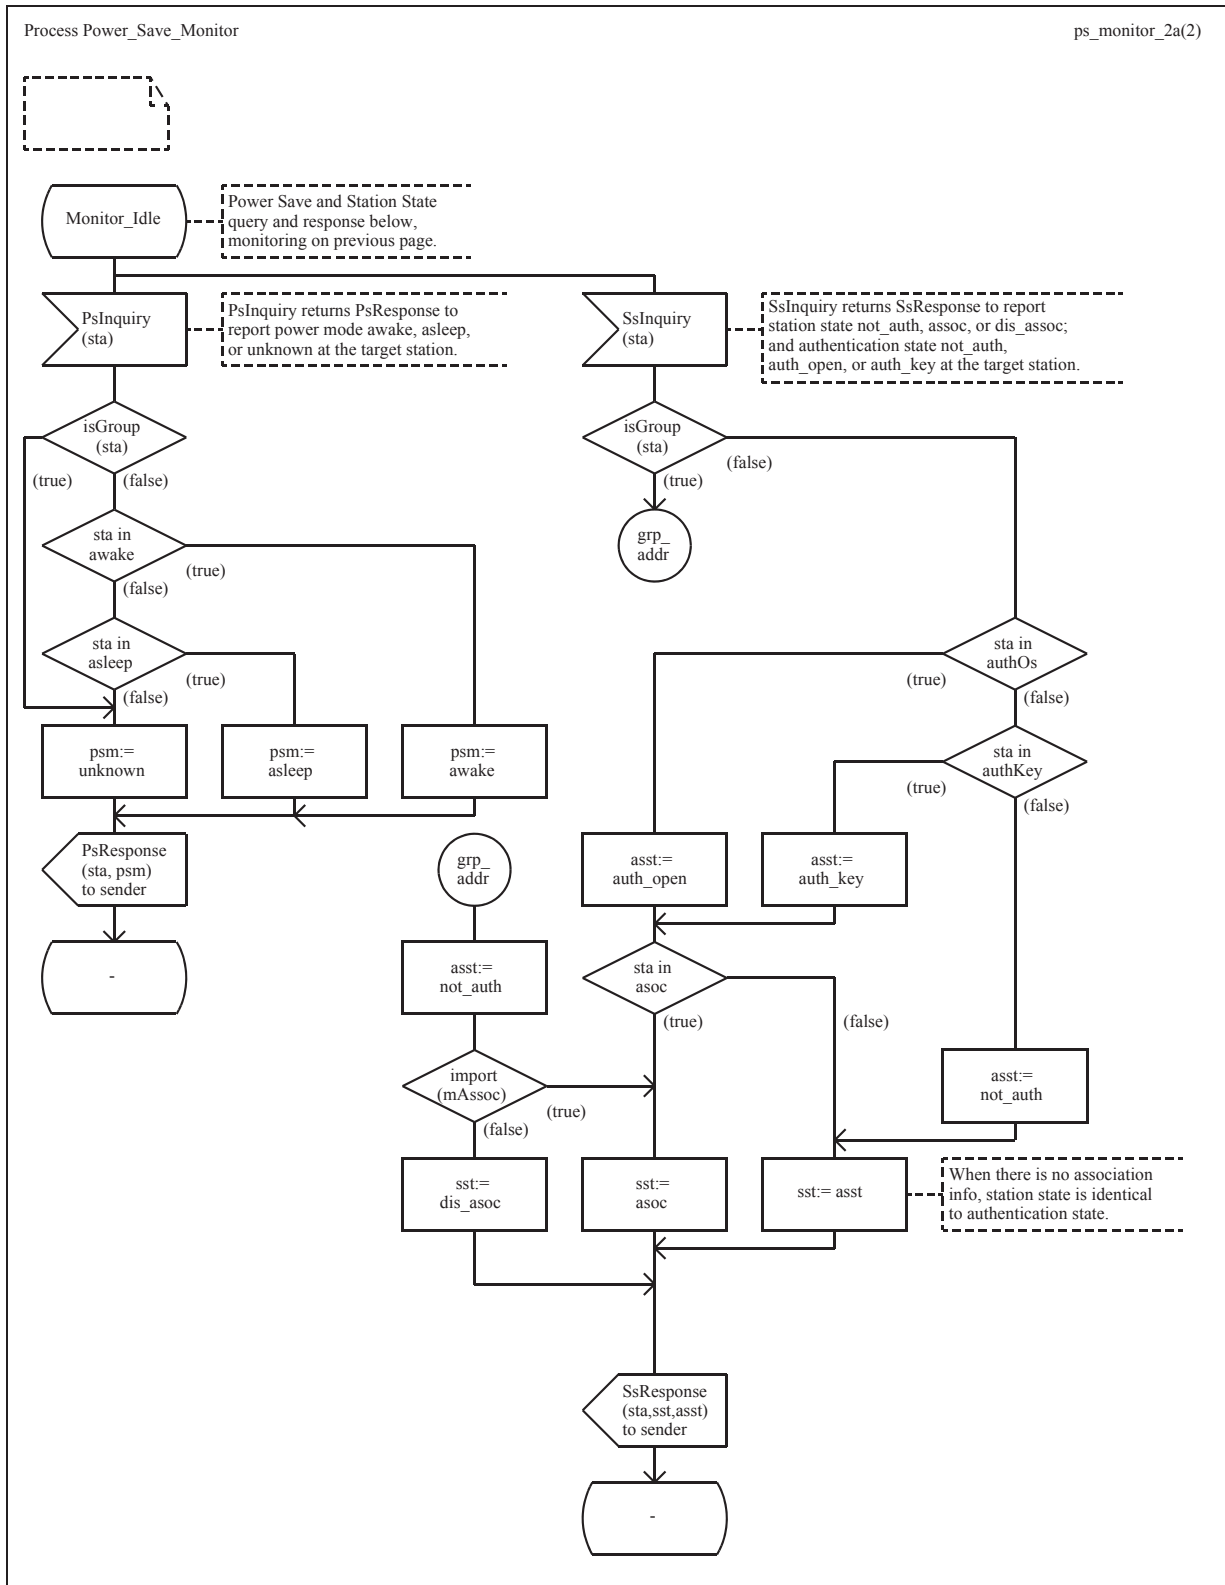 Process Power_Save_Monitor
ps_monitor_2a(2)
Monitor_Idle
Power Save and Station State
query and response below,
monitoring on previous page.
PsInquiry
(sta)
PsInquiry returns PsResponse to
report power mode awake, asleep,
or unknown at the target station.
SsInquiry
(sta)
SsInquiry returns SsResponse to report
station state not_auth, assoc, or dis_assoc;
and authentication state not_auth,
auth_open, or auth_key at the target station.
isGroup
(sta)
(true)
(false)
isGroup
(sta)
(false)
(true)
sta in
awake
(true)
(false)
grp_
addr
sta in
asleep
(true)
(false)
sta in
authOs
(true)
(false)
psm:=
unknown
psm:=
asleep
psm:=
awake
sta in
authKey
(true)
(false)
PsResponse
(sta, psm)
to sender
grp_
addr
asst:=
auth_open
asst:=
auth_key
-
asst:=
not_auth
sta in
asoc
(true)
(false)
import
(mAssoc)
(true)
(false)
asst:=
not_auth
sst:=
dis_asoc
sst:=
asoc
sst:= asst
When there is no association
info, station state is identical
to authentication state.
SsResponse
(sta,sst,asst)
to sender
-